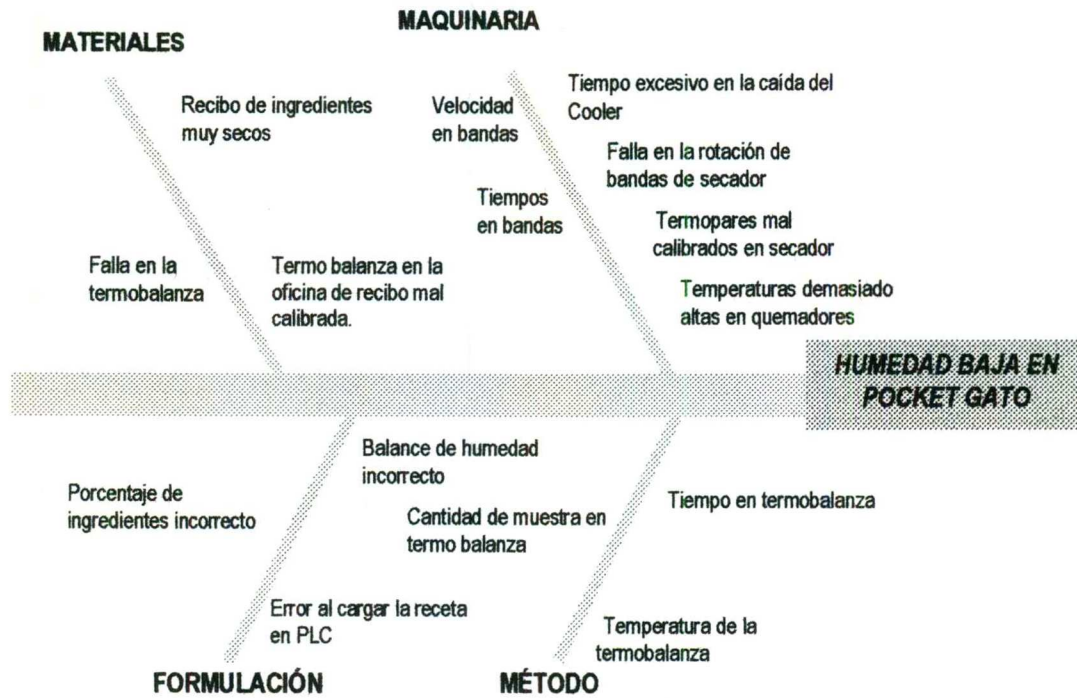 MATERIALES
Recibo de ingredientes
muy secos
Falla en la
termobalanza
Termo balanza en la
oficina de recibo mal
calibrada.
MAQUINARIA
Velocidad
en bandas
Tiempos
en bandas
Tiempo excesivo en la caída del
Cooler
Falla en la rotación de
bandas de secador
Termopares mal
calibrados en secador
Temperaturas demasiado
altas en quemadores
HUMEDAD BAJA EN
POCKET GATO
Porcentaje de
ingredientes incorrecto
Balance de humedad
incorrecto
Error al cargar la receta
en PLC
FORMULACIÓN
Cantidad de muestra en
termo balanza
Tiempo en termobalanza
Temperatura de la
termobalanza
MÉTÓDO